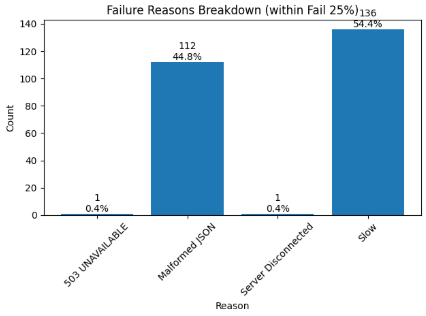 Failure Reasons Breakdown (within Fail 25%)
136
54.4%
112
44.8%
1
0.4%
1
0.4%
140
120
100
80
60
40
20
0
Count
503 UNAVAILABLE
Malformed JSON
Server Disconnected
Slow
Reason